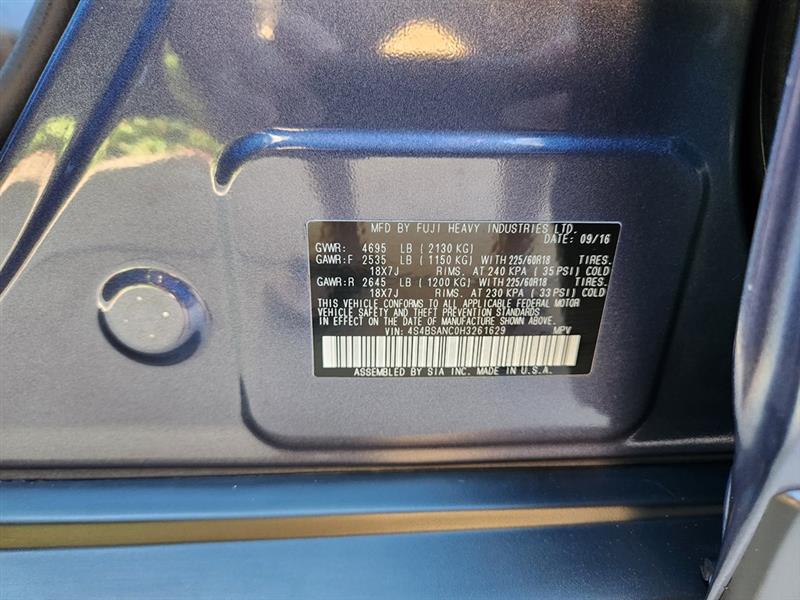 MFD BY FUJI HEAVY INDUSTRIES LTD.
DATE: 09/16
GVWR: 4695 LB ( 2130 KG)
GAWR:F 2535 LB ( 1150 KG) WITH 225/60R18 TIRES.
18X7J RIMS. AT 240 KPA ( 35 PSI) COLD
GAWR:R 2645 LB ( 1200 KG) WITH 225/60R18 TIRES.
18X7J RIMS. AT 230 KPA ( 33 PSI) COLD
THIS VEHICLE CONFORMS TO ALL APPLICABLE FEDERAL MOTOR
VEHICLE SAFETY AND THEFT PREVENTION STANDARDS
IN EFFECT ON THE DATE OF MANUFACTURE SHOWN ABOVE.
VIN: 4S4BSANC0H3261629 MPV
ASSEMBLED BY SIA INC. MADE IN U.S.A.